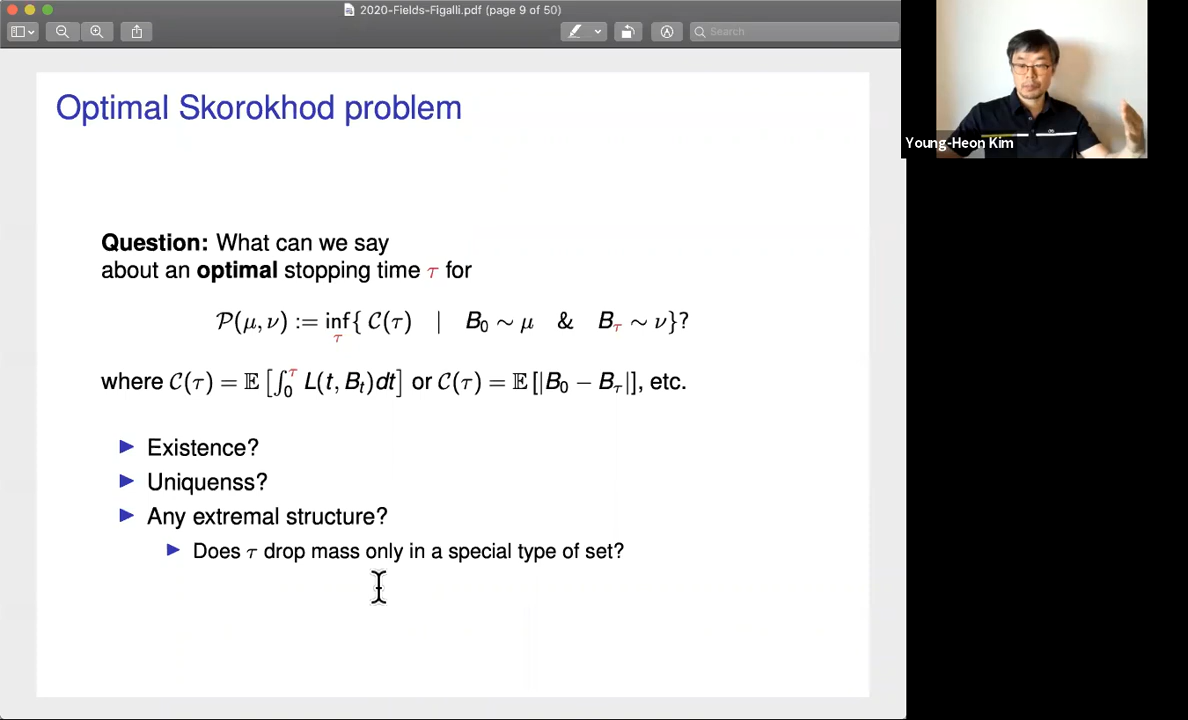 2020-Fields-Figalli.pdf (page 9 of 50)
Search
Optimal Skorokhod problem
Question: What can we say
about an optimal stopping time τ for
𝒫(μ, ν) := inf_τ { 𝒞(τ) | B₀ ∼ μ & B_τ ∼ ν}?
where 𝒞(τ) = 𝔼 [∫₀^τ L(t, B_t)dt] or 𝒞(τ) = 𝔼 [|B₀ − B_τ|], etc.
Existence?
Uniquenss?
Any extremal structure?
Does τ drop mass only in a special type of set?
Young-Heon Kim